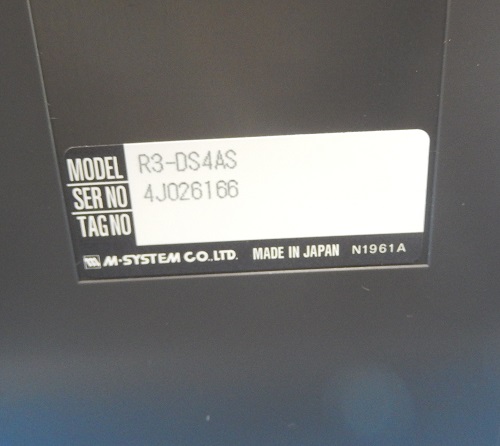 MODEL R3-DS4AS
SER NO 4J026166
TAG NO
M-SYSTEM CO.,LTD. MADE IN JAPAN N1961A